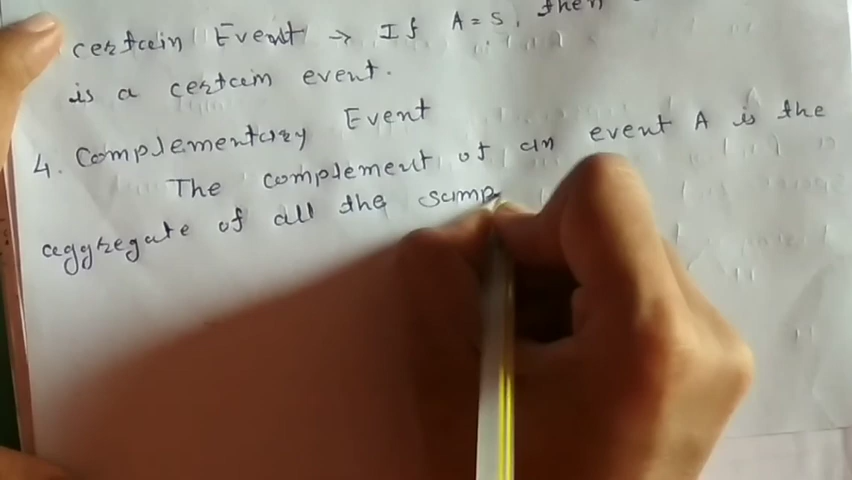 certain Event → If A = S, then
is a certain event.
4. Complementary Event
The complement of an event A is the
aggregate of all the samp